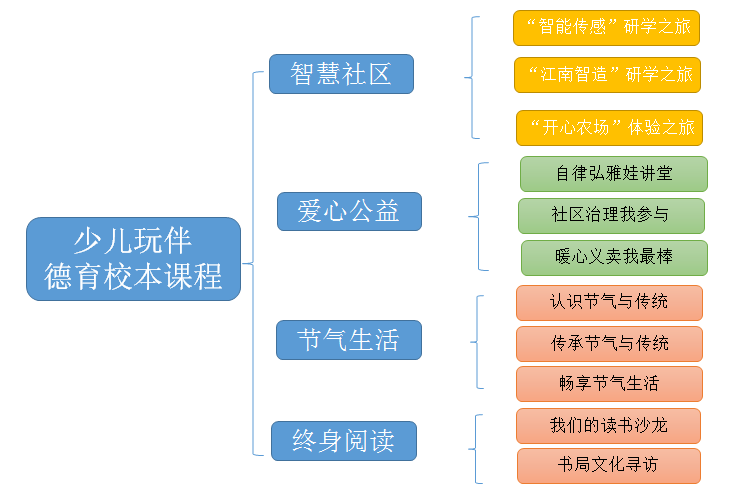 少儿玩伴
德育校本课程
智慧社区
“智能传感”研学之旅
“江南智造”研学之旅
“开心农场”体验之旅
爱心公益
自律弘雅娃讲堂
社区治理我参与
暖心义卖我最棒
节气生活
认识节气与传统
传承节气与传统
畅享节气生活
终身阅读
我们的读书沙龙
书局文化寻访